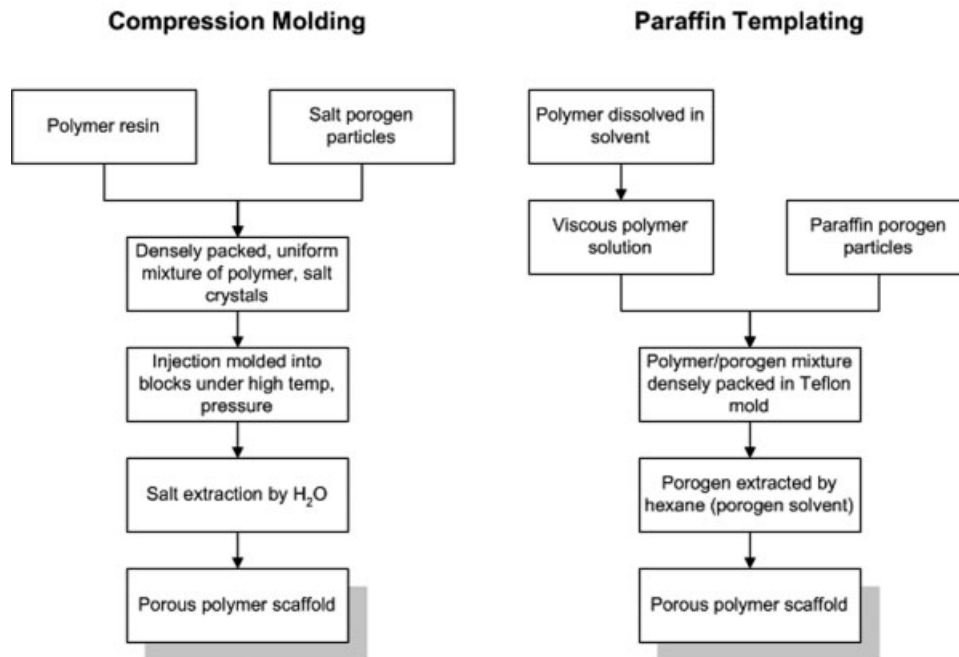 Compression Molding
Polymer resin
Salt porogen
particles
Densely packed, uniform
mixture of polymer, salt
crystals
Injection molded into
blocks under high temp,
pressure
Salt extraction by H₂O
Porous polymer scaffold
Paraffin Templating
Polymer dissolved in
solvent
Viscous polymer
solution
Paraffin porogen
particles
Polymer/porogen mixture
densely packed in Teflon
mold
Porogen extracted by
hexane (porogen solvent)
Porous polymer scaffold